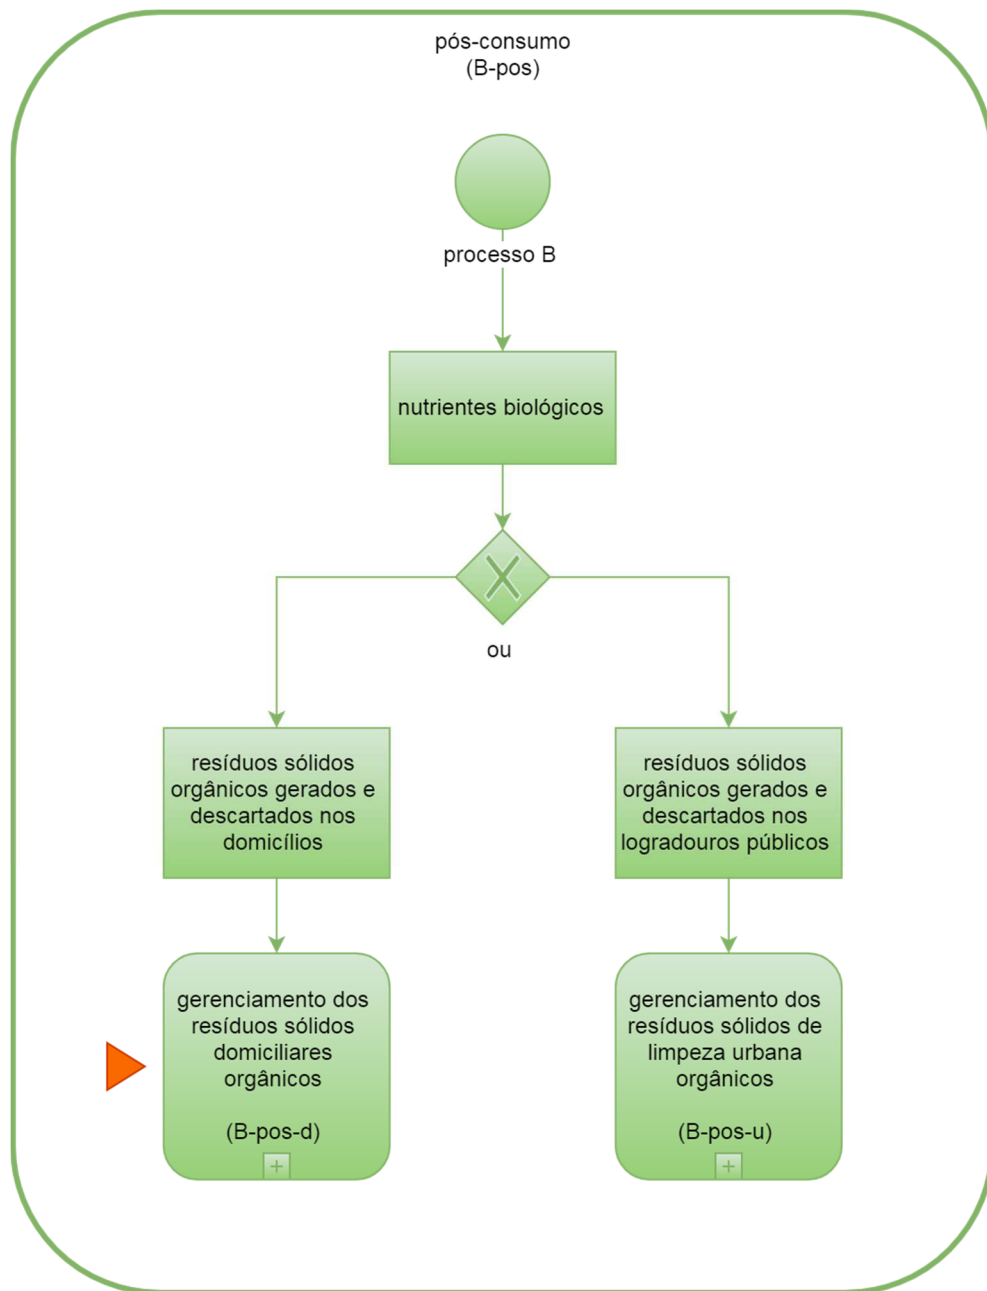 pós-consumo
(B-pos)
processo B
nutrientes biológicos
ou
resíduos sólidos
orgânicos gerados e
descartados nos
domicílios
resíduos sólidos
orgânicos gerados e
descartados nos
logradouros públicos
gerenciamento dos
resíduos sólidos
domiciliares
orgânicos
(B-pos-d)
gerenciamento dos
resíduos sólidos de
limpeza urbana
orgânicos
(B-pos-u)